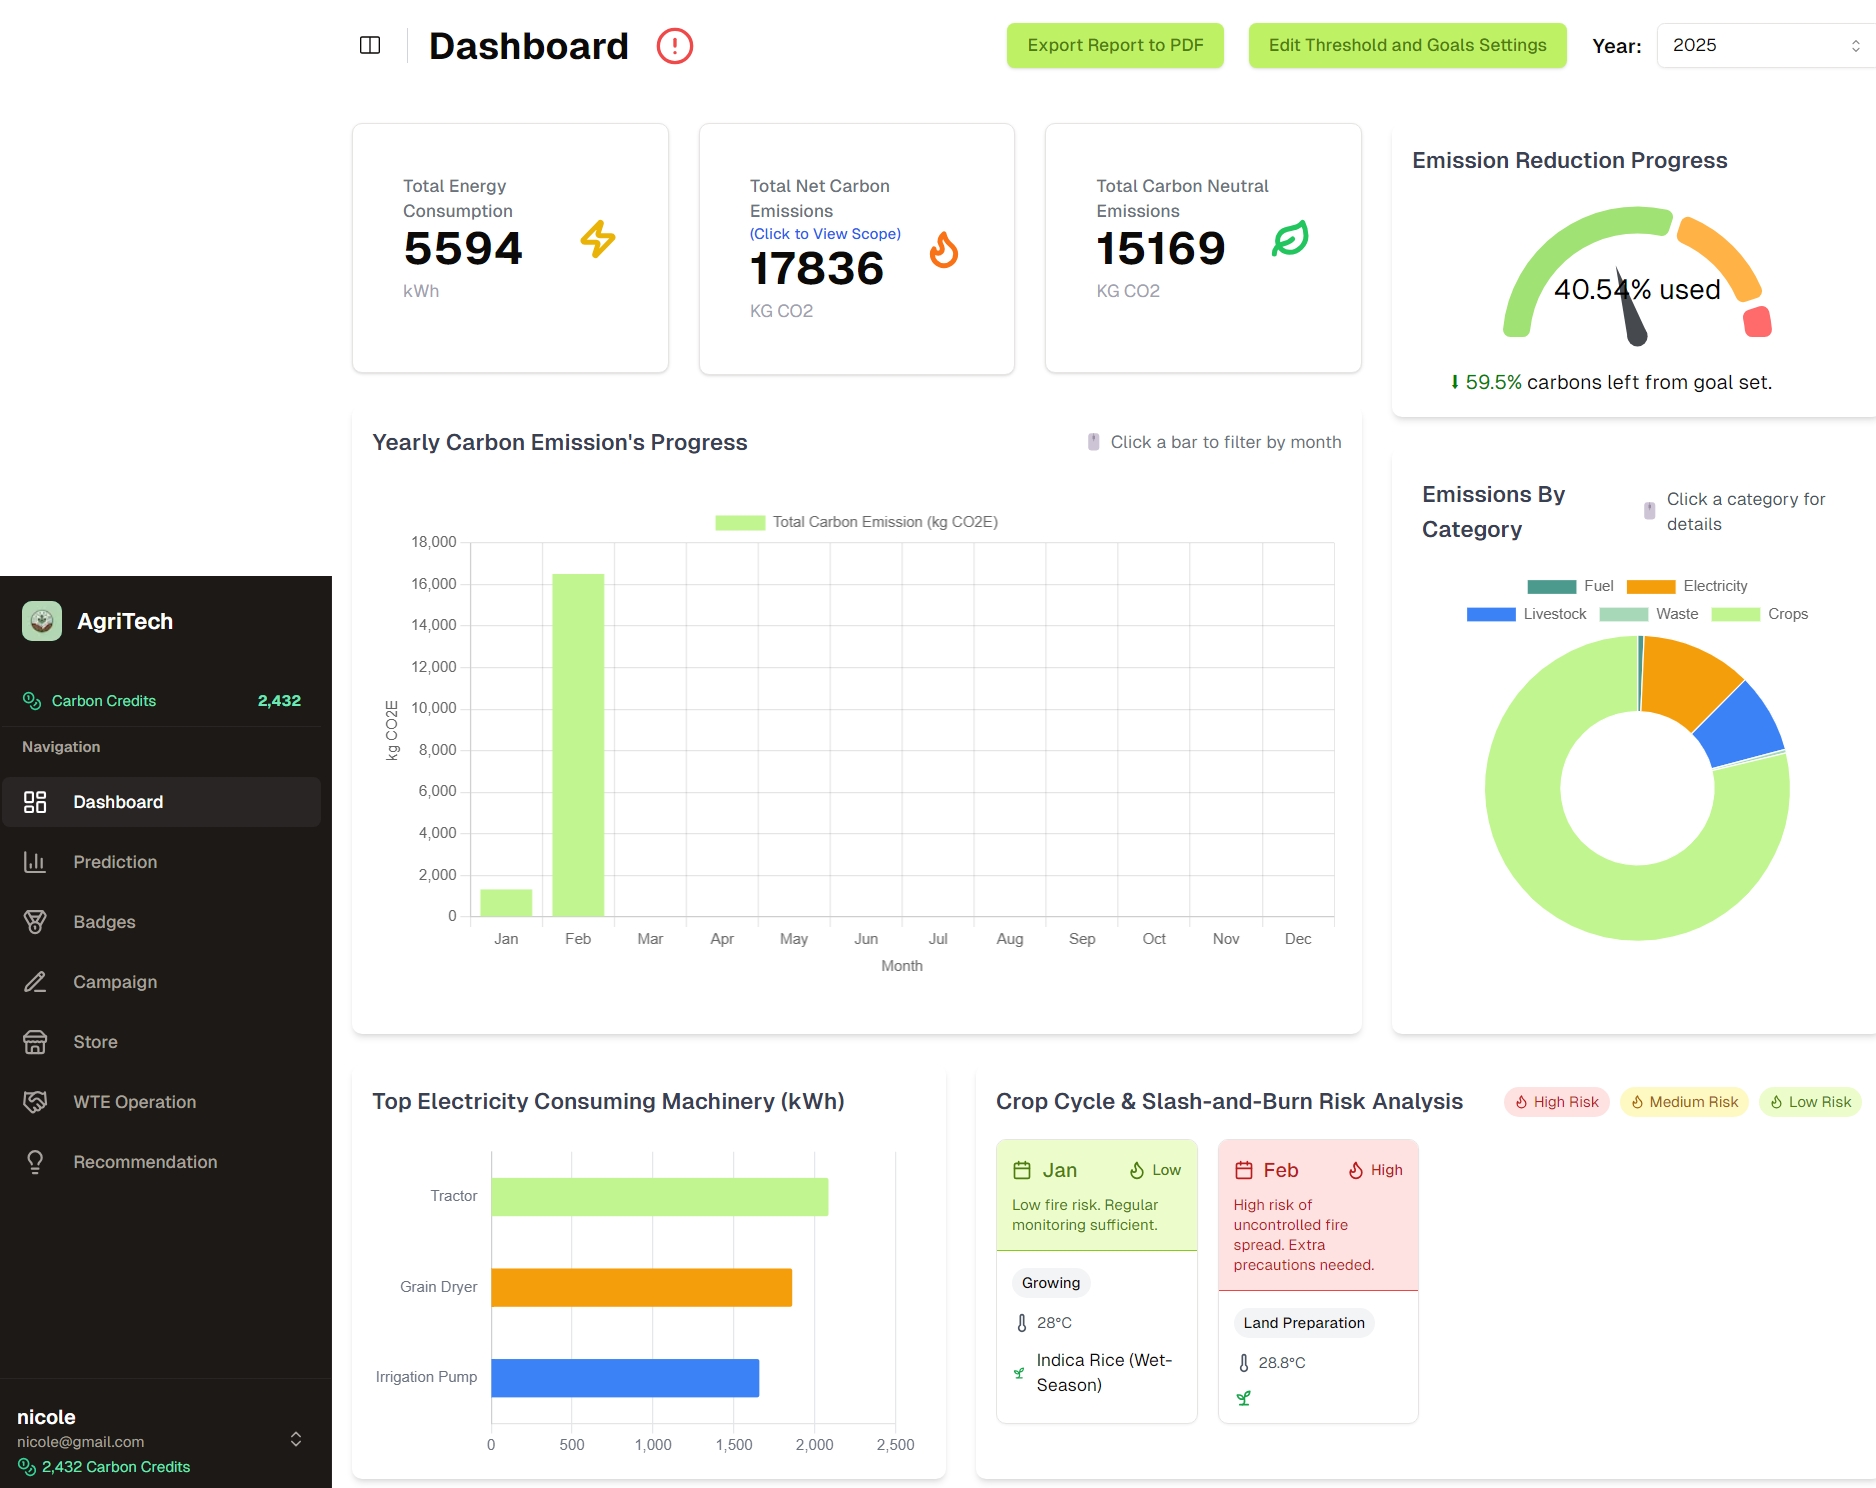 Dashboard
Export Report to PDF
Edit Threshold and Goals Settings
Year:
2025
Total Energy
Consumption
5594
kWh
Total Net Carbon
Emissions
(Click to View Scope)
17836
KG CO2
Total Carbon Neutral
Emissions
15169
KG CO2
Emission Reduction Progress
40.54% used
⬇ 59.5% carbons left from goal set.
Yearly Carbon Emission's Progress
Click a bar to filter by month
Total Carbon Emission (kg CO2E)
18,000
16,000
14,000
12,000
10,000
8,000
6,000
4,000
2,000
0
kg CO2E
Jan Feb Mar Apr May Jun Jul Aug Sep Oct Nov Dec
Month
Emissions By
Category
Click a category for
details
Fuel Electricity
Livestock Waste Crops
AgriTech
Carbon Credits 2,432
Navigation
Dashboard
Prediction
Badges
Campaign
Store
WTE Operation
Recommendation
nicole
nicole@gmail.com
2,432 Carbon Credits
Top Electricity Consuming Machinery (kWh)
Tractor
Grain Dryer
Irrigation Pump
0 500 1,000 1,500 2,000 2,500
Crop Cycle & Slash-and-Burn Risk Analysis
High Risk
Medium Risk
Low Risk
Jan Low
Low fire risk. Regular
monitoring sufficient.
Growing
28°C
Indica Rice (Wet-
Season)
Feb High
High risk of
uncontrolled fire
spread. Extra
precautions needed.
Land Preparation
28.8°C